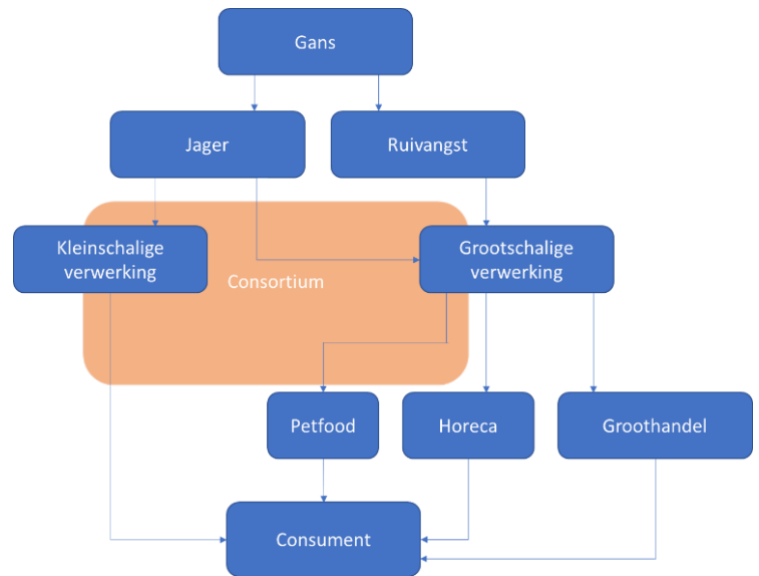 Gans
Jager
Ruivangst
Kleinschalige
verwerking
Grootschalige
verwerking
Consortium
Petfood
Horeca
Groothandel
Consument